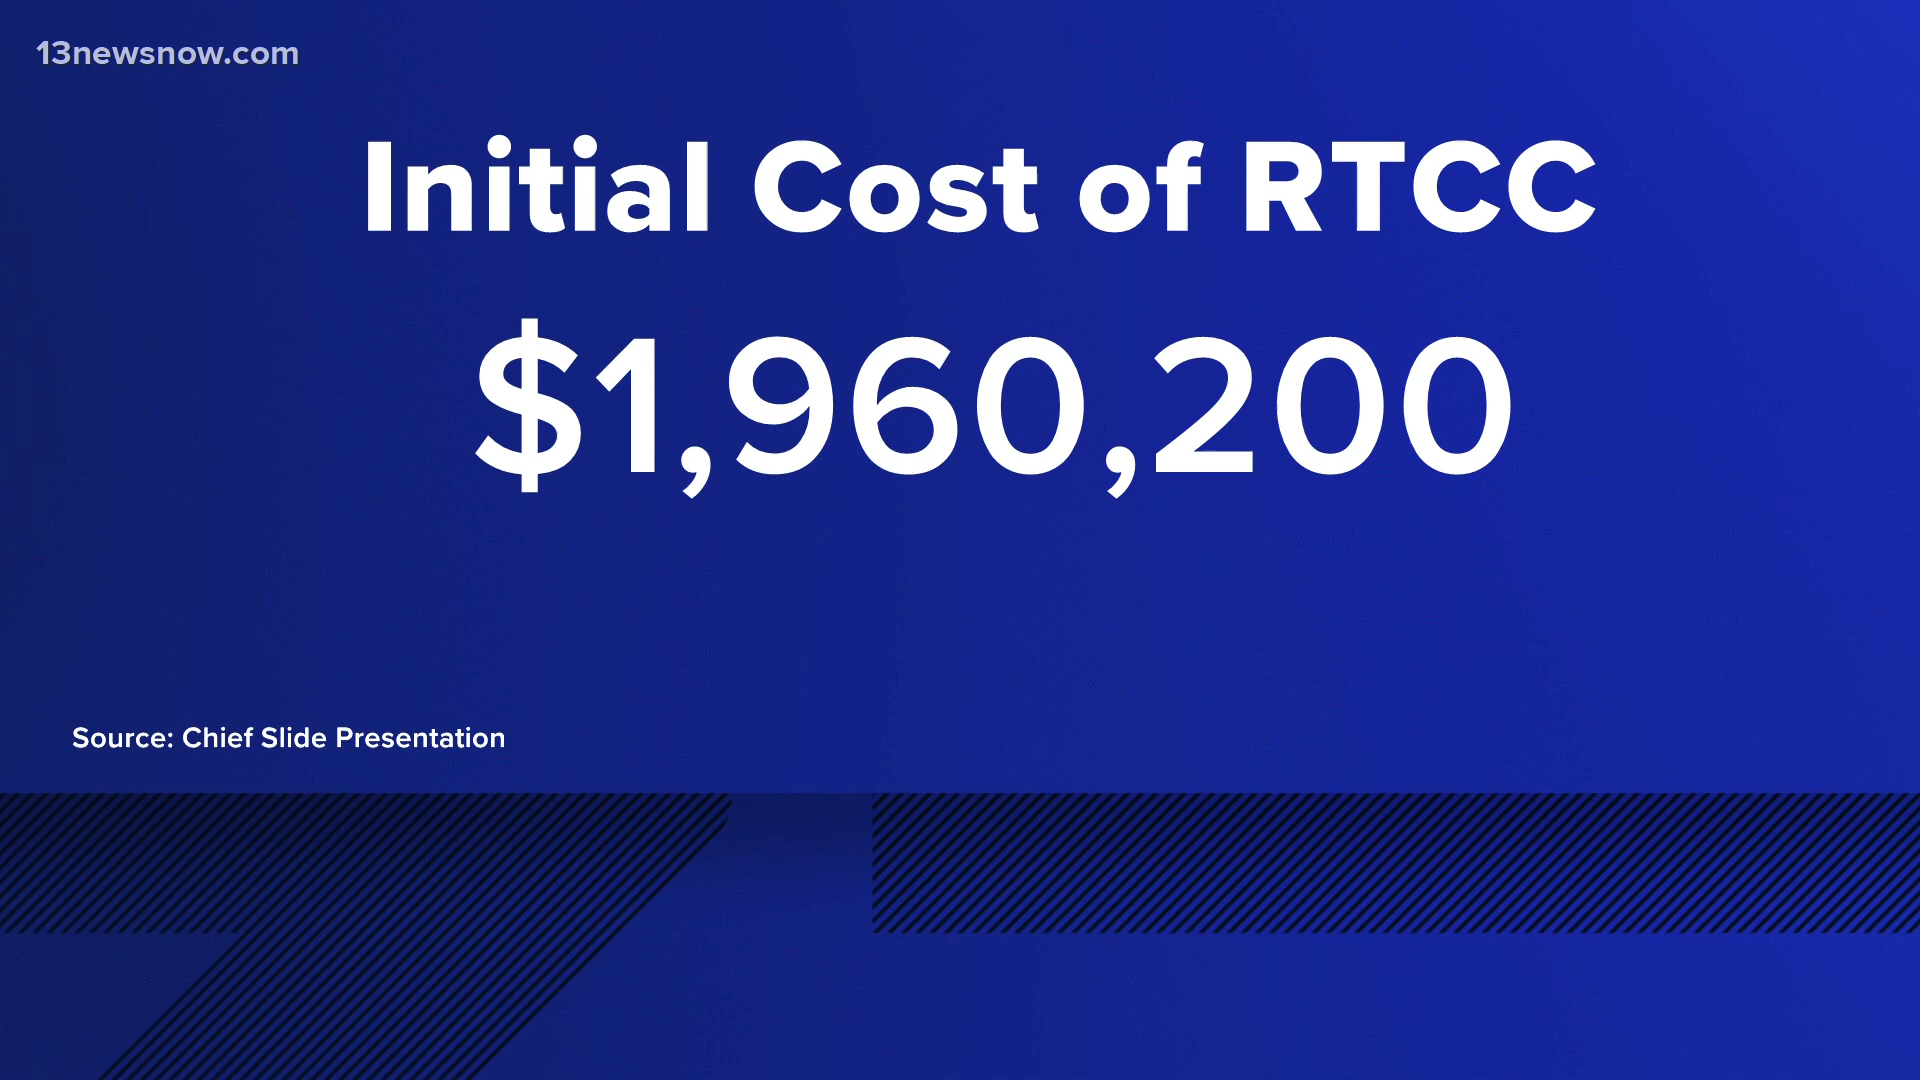 13newsnow.com
Initial Cost of RTCC
$1,960,200
Source: Chief Slide Presentation